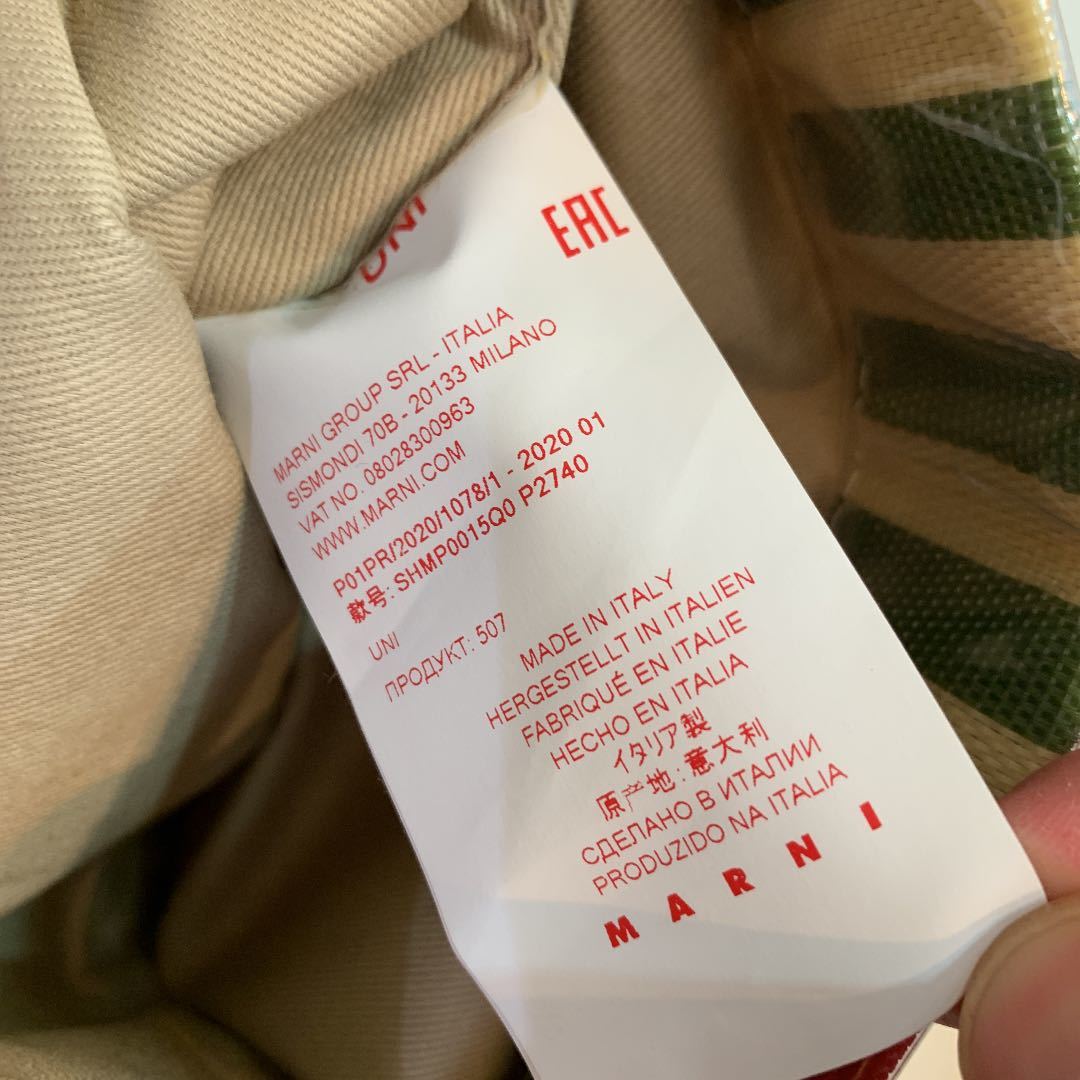 UNI
EAC
MARNI GROUP SRL - ITALIA
SISMONDI 70B - 20133 MILANO
VAT NO. 08028300963
WWW.MARNI.COM
P01PR/2020/1078/1 - 2020 01
款号: SHMP0015Q0 P2740
UNI
ПРОДУКТ: 507
MADE IN ITALY
HERGESTELLT IN ITALIEN
FABRIQUÉ EN ITALIE
HECHO EN ITALIA
イタリア製
原产地: 意大利
СДЕЛАНО В ИТАЛИИ
PRODUZIDO NA ITALIA
MARNI